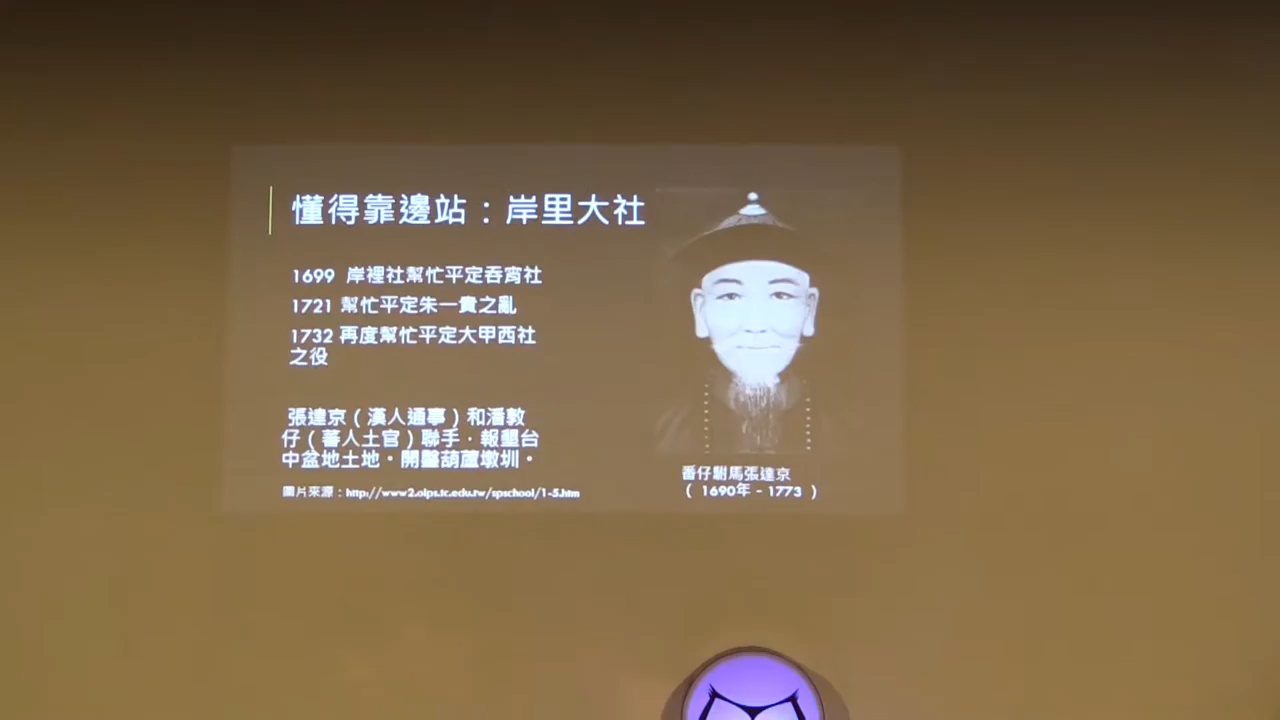 懂得靠邊站：岸里大社
1699 岸裡社幫忙平定吞宵社
1721 幫忙平定朱一貴之亂
1732 再度幫忙平定大甲西社
之役
張達京（漢人通事）和潘敦
仔（蕃人土官）聯手，報墾台
中盆地土地。開鑿葫蘆墩圳。
圖片來源：http://www2.olps.tc.edu.tw/spschool/1-5.htm
番仔駙馬張達京
( 1690年 - 1773 )